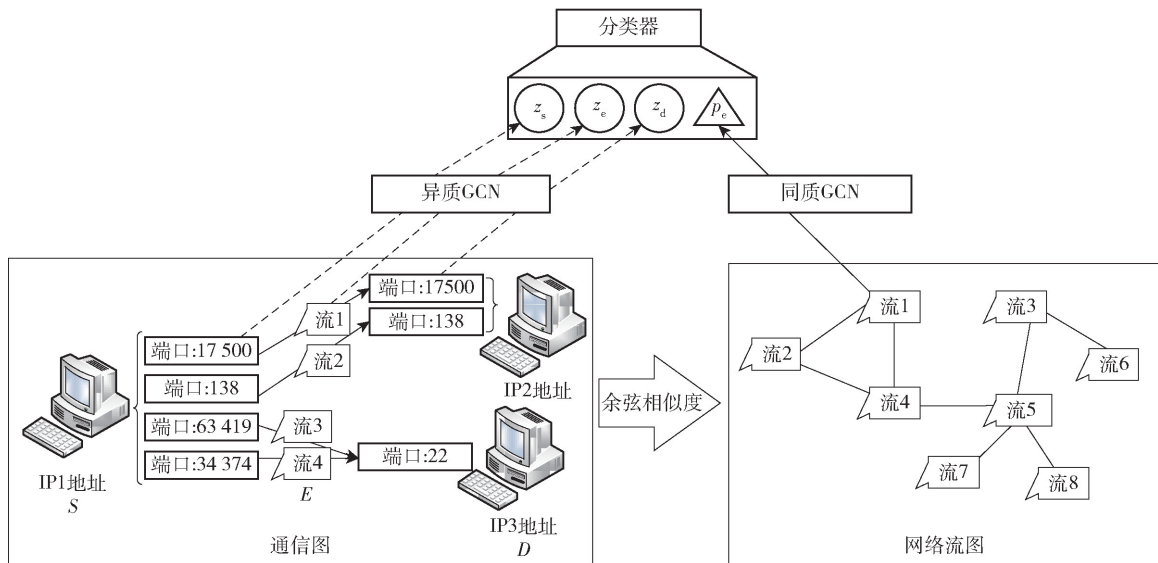 分类器
z_s
z_e
z_d
p_e
异质GCN
同质GCN
端口:17500
端口:138
流1
流2
端口:17 500
端口:138
端口:63 419
端口:34 374
流3
流4
端口:22
IP1地址
S
E
IP2地址
IP3地址
D
通信图
余弦相似度
流1
流3
流2
流6
流4
流5
流7
流8
网络流图